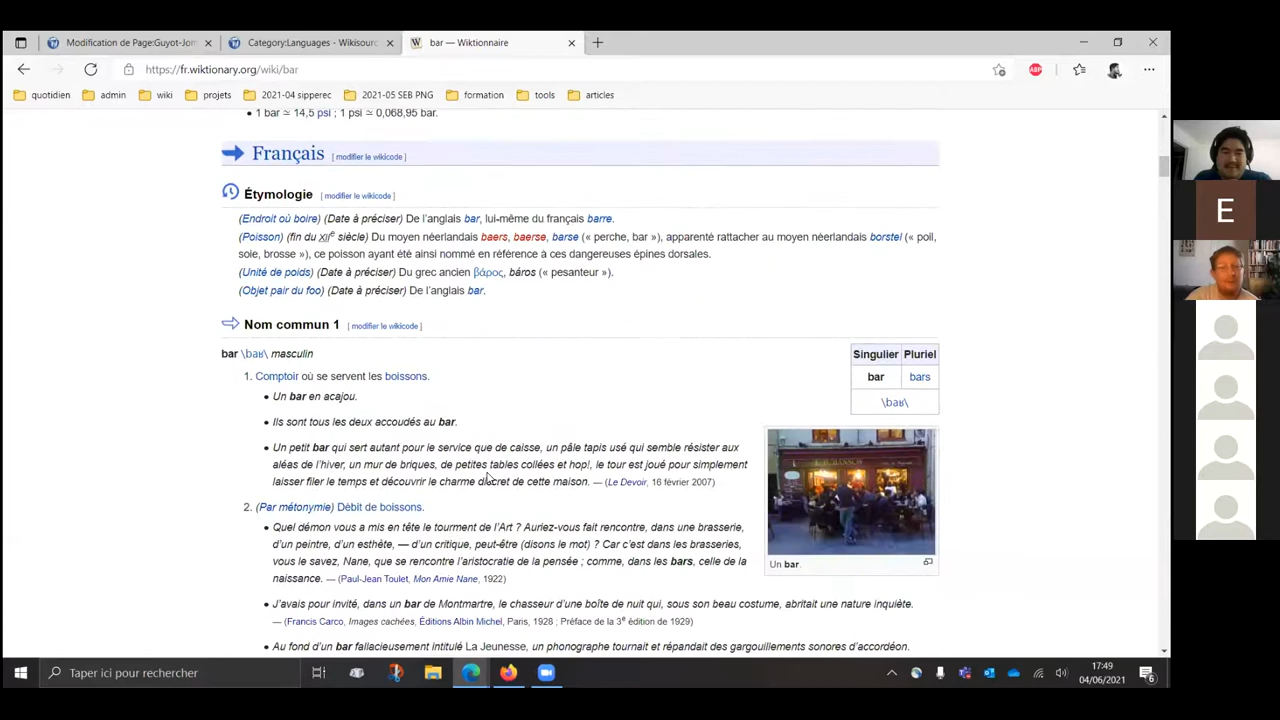 Modification de Page:Guyot-Jom
Category:Languages - Wikisourc
bar — Wiktionnaire
https://fr.wiktionary.org/wiki/bar
ABP
quotidien
admin
wiki
projets
2021-04 sipperec
2021-05 SEB PNG
formation
tools
articles
1 bar ≃ 14,5 psi ; 1 psi ≃ 0,068,95 bar.
Français [ modifier le wikicode ]
Étymologie [ modifier le wikicode ]
(Endroit où boire) (Date à préciser) De l’anglais bar, lui-même du français barre.
(Poisson) (fin du XIIe siècle) Du moyen néerlandais baers, baerse, barse (« perche, bar »), apparenté rattacher au moyen néerlandais borstel (« poil,
soie, brosse »), ce poisson ayant été ainsi nommé en référence à ces dangereuses épines dorsales.
(Unité de poids) (Date à préciser) Du grec ancien βάρος, báros (« pesanteur »).
(Objet pair du foo) (Date à préciser) De l’anglais bar.
Nom commun 1 [ modifier le wikicode ]
bar \baʁ\ masculin
Singulier Pluriel
bar bars
\baʁ\
1. Comptoir où se servent les boissons.
Un bar en acajou.
Ils sont tous les deux accoudés au bar.
Un petit bar qui sert autant pour le service que de caisse, un pâle tapis usé qui semble résister aux
aléas de l’hiver, un mur de briques, de petites tables collées et hop!, le tour est joué pour simplement
laisser filer le temps et découvrir le charme discret de cette maison. — (Le Devoir, 16 février 2007)
2. (Par métonymie) Débit de boissons.
Quel démon vous a mis en tête le tourment de l’Art ? Auriez-vous fait rencontre, dans une brasserie,
d’un peintre, d’un esthète, — d’un critique, peut-être (disons le mot) ? Car c’est dans les brasseries,
vous le savez, Nane, que se rencontre l’aristocratie de la pensée ; comme, dans les bars, celle de la
naissance. — (Paul-Jean Toulet, Mon Amie Nane, 1922)
Un bar.
J’avais pour invité, dans un bar de Montmartre, le chasseur d’une boîte de nuit qui, sous son beau costume, abritait une nature inquiète.
— (Francis Carco, Images cachées, Éditions Albin Michel, Paris, 1928 ; Préface de la 3e édition de 1929)
Au fond d’un bar fallacieusement intitulé La Jeunesse, un phonographe tournait et répandait des gargouillements sonores d’accordéon.
E
Taper ici pour rechercher
17:49
04/06/2021
6